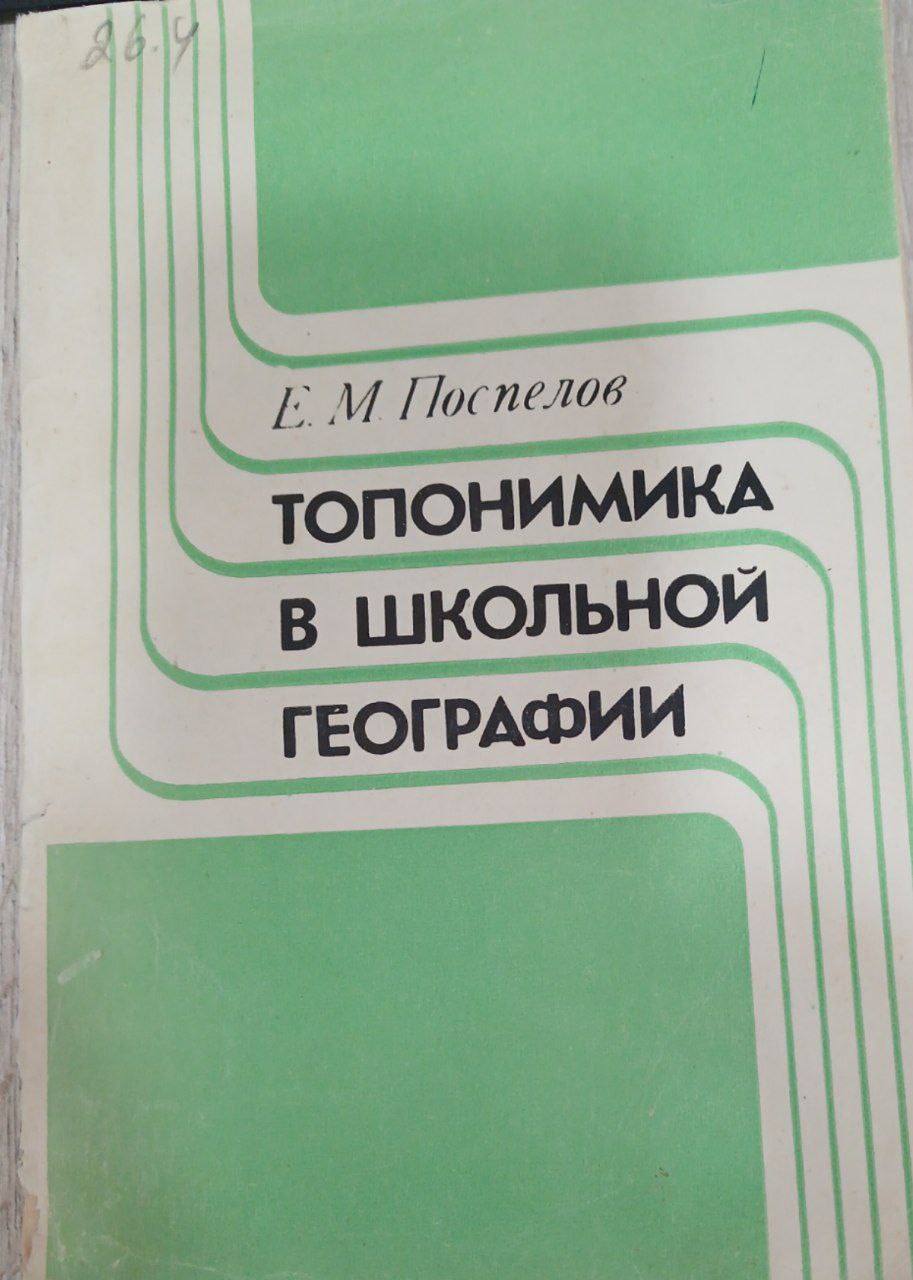 26.4
Е. М. Поспелов
ТОПОНИМИКА
В ШКОЛЬНОЙ
ГЕОГРАФИИ